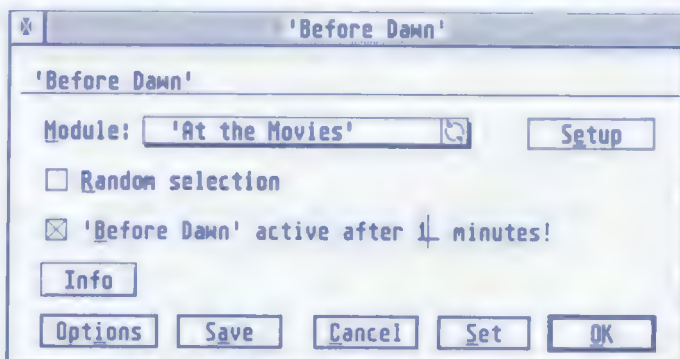 'Before Dawn'
'Before Dawn'
Module: 'At the Movies' Setup
Random selection
'Before Dawn' active after 1 minutes!
Info
Options Save Cancel Set OK